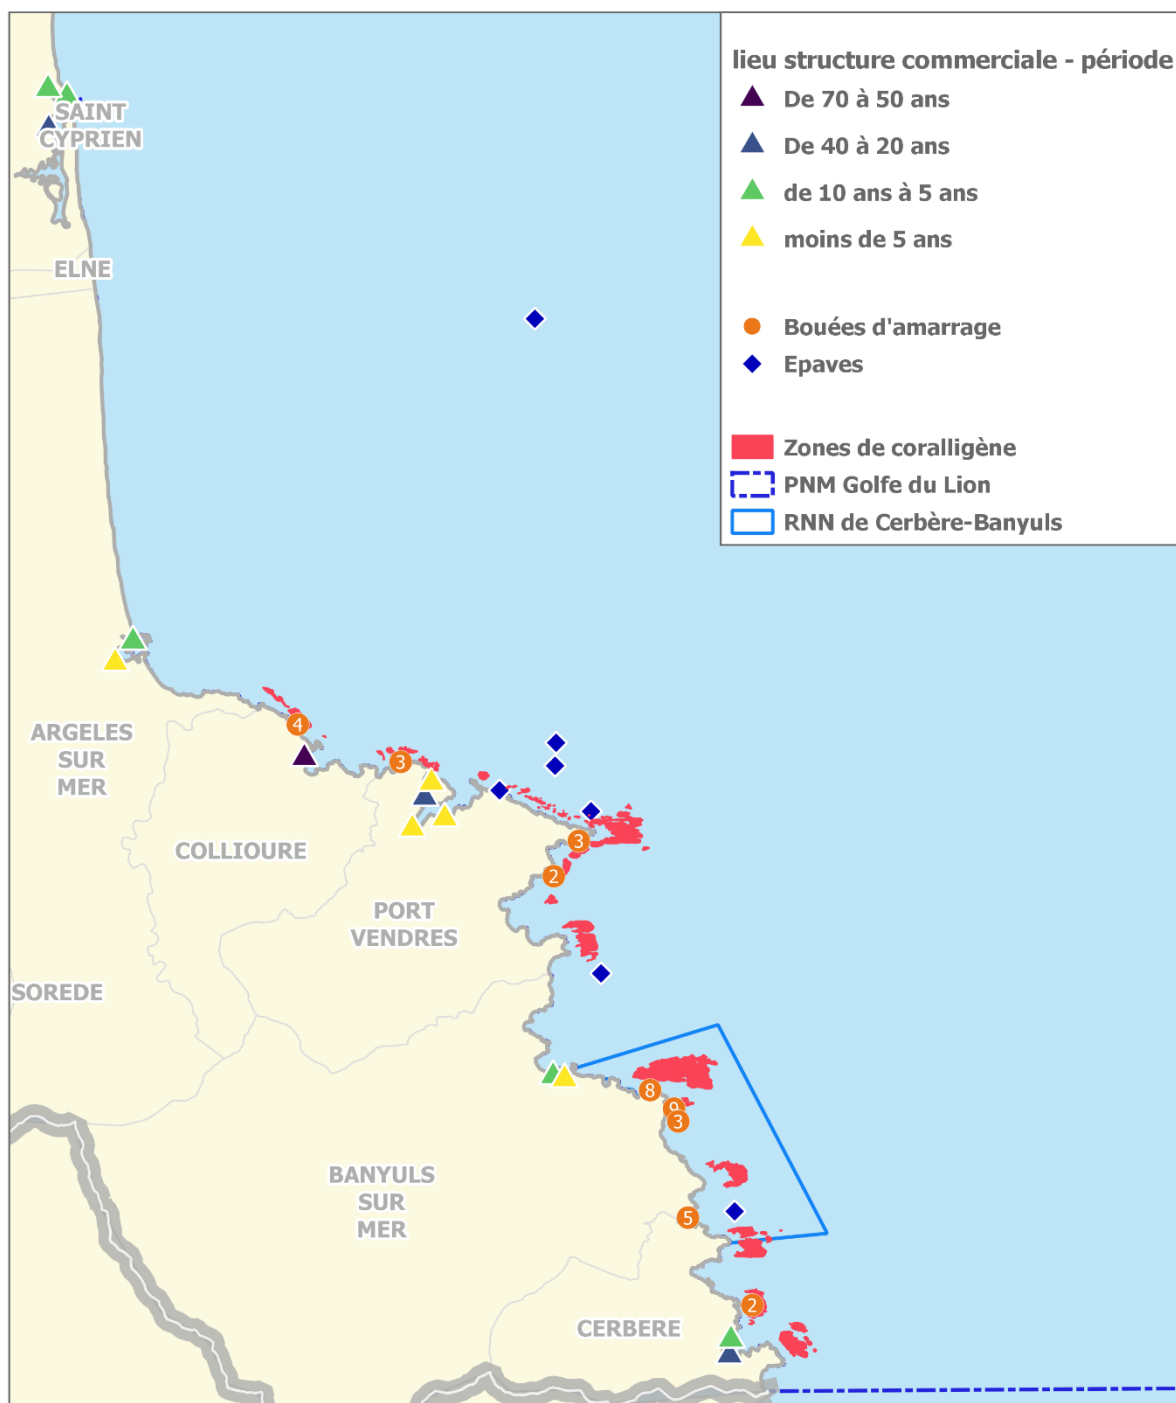 lieu structure commerciale - période
De 70 à 50 ans
De 40 à 20 ans
de 10 ans à 5 ans
moins de 5 ans
Bouées d'amarrage
Epaves
Zones de coralligène
PNM Golfe du Lion
RNN de Cerbère-Banyuls
SAINT
CYPRIEN
ELNE
ARGELES
SUR
MER
4
3
COLLIOURE
3
2
PORT
VENDRES
SOREDE
8
9
3
BANYULS
SUR
MER
5
2
CERBERE